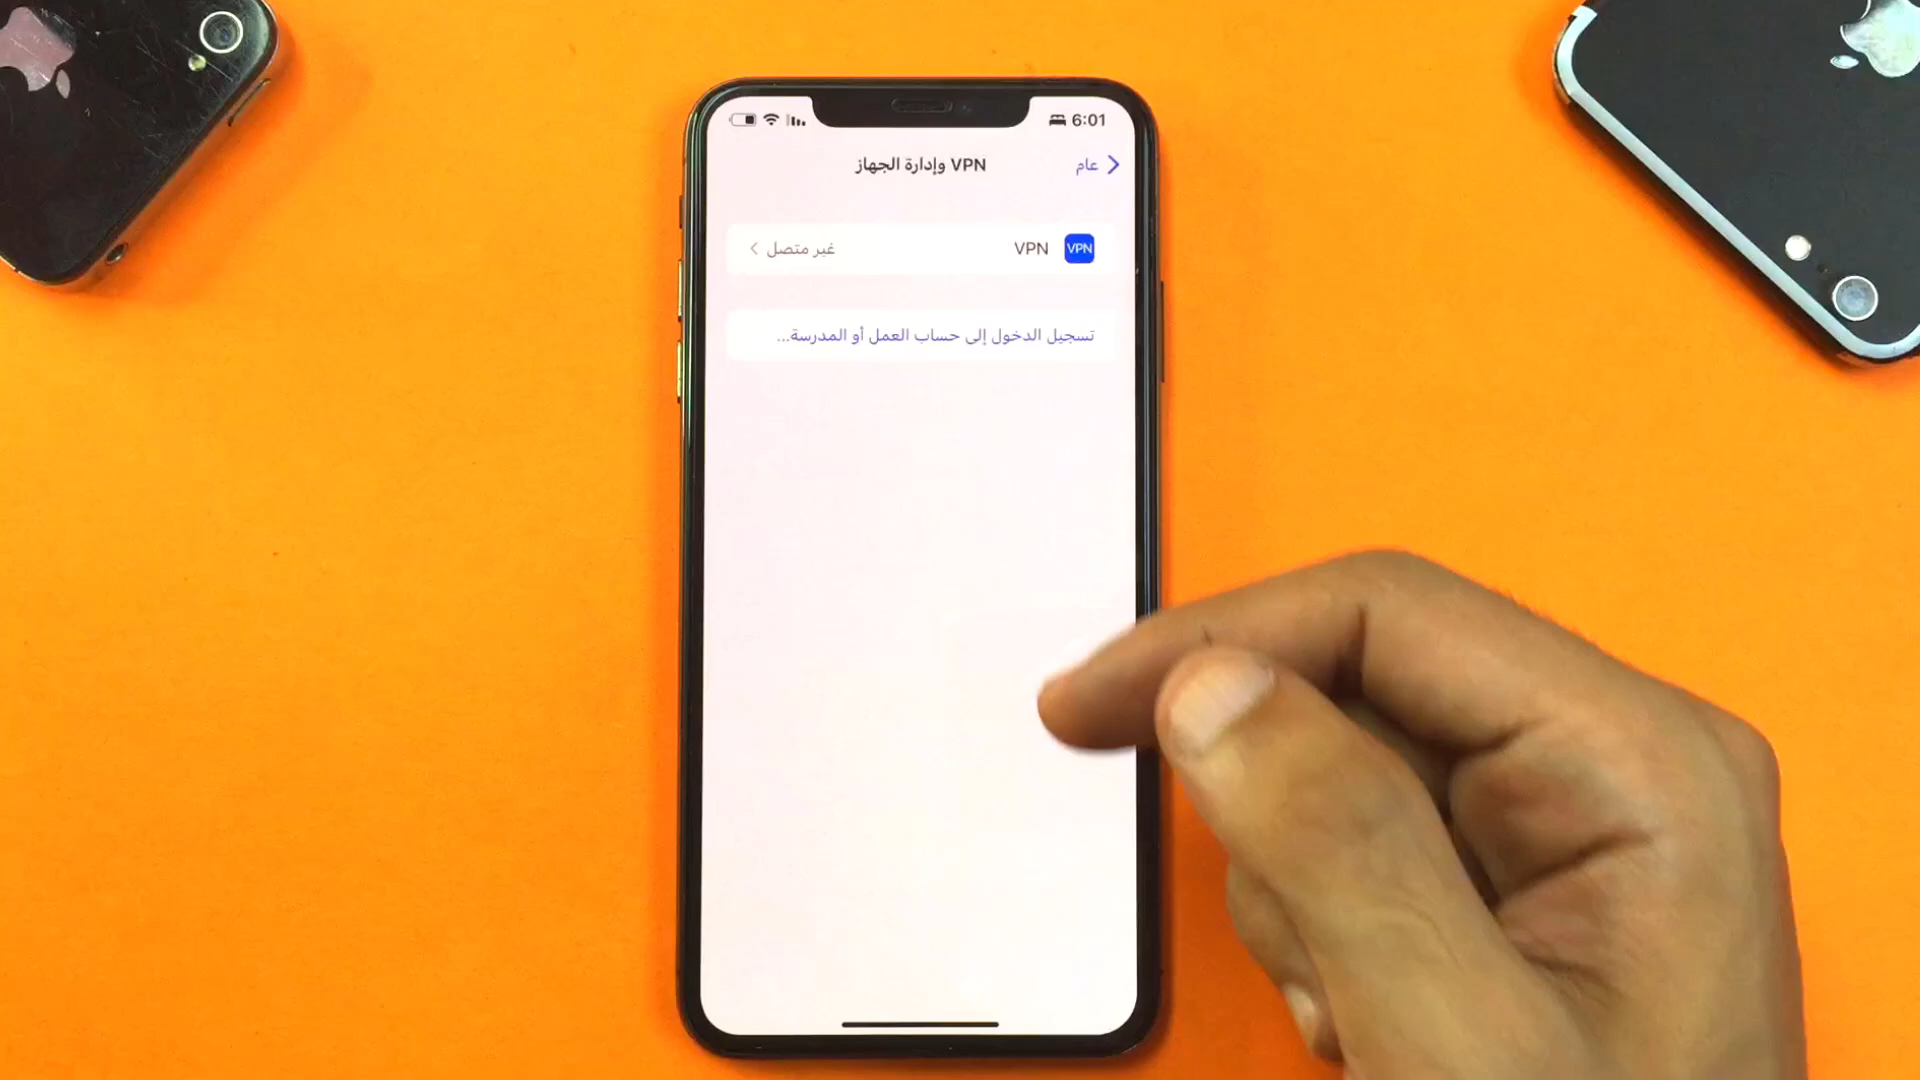 6:01
عام
VPN وإدارة الجهاز
VPN VPN غير متصل
تسجيل الدخول إلى حساب العمل أو المدرسة...